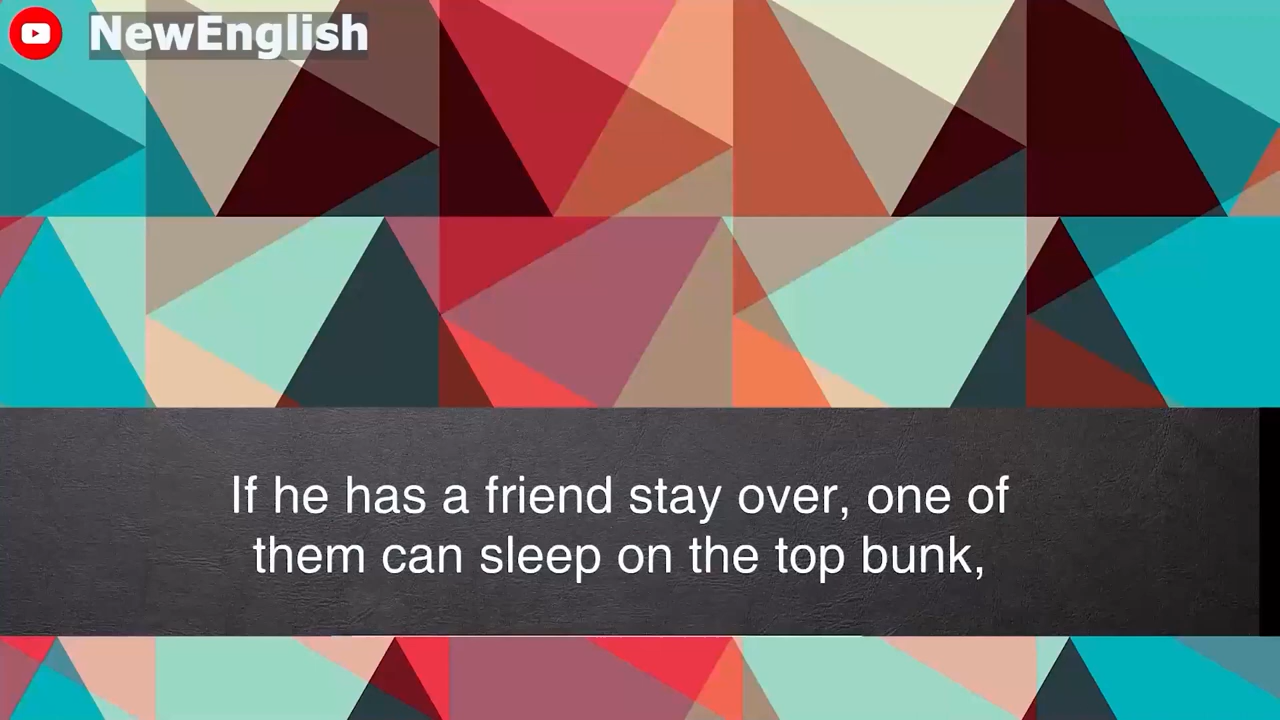 NewEnglish
If he has a friend stay over, one of
them can sleep on the top bunk,